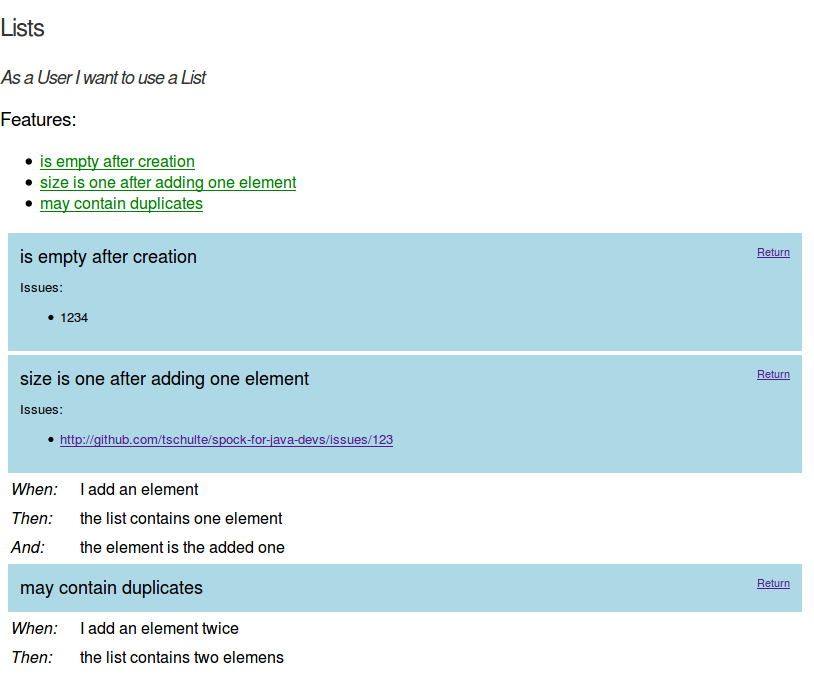 Lists
As a User I want to use a List
Features:
is empty after creation
size is one after adding one element
may contain duplicates
is empty after creation Return
Issues:
1234
size is one after adding one element Return
Issues:
http://github.com/tschulte/spock-for-java-devs/issues/123
When: I add an element
Then: the list contains one element
And: the element is the added one
may contain duplicates Return
When: I add an element twice
Then: the list contains two elemens